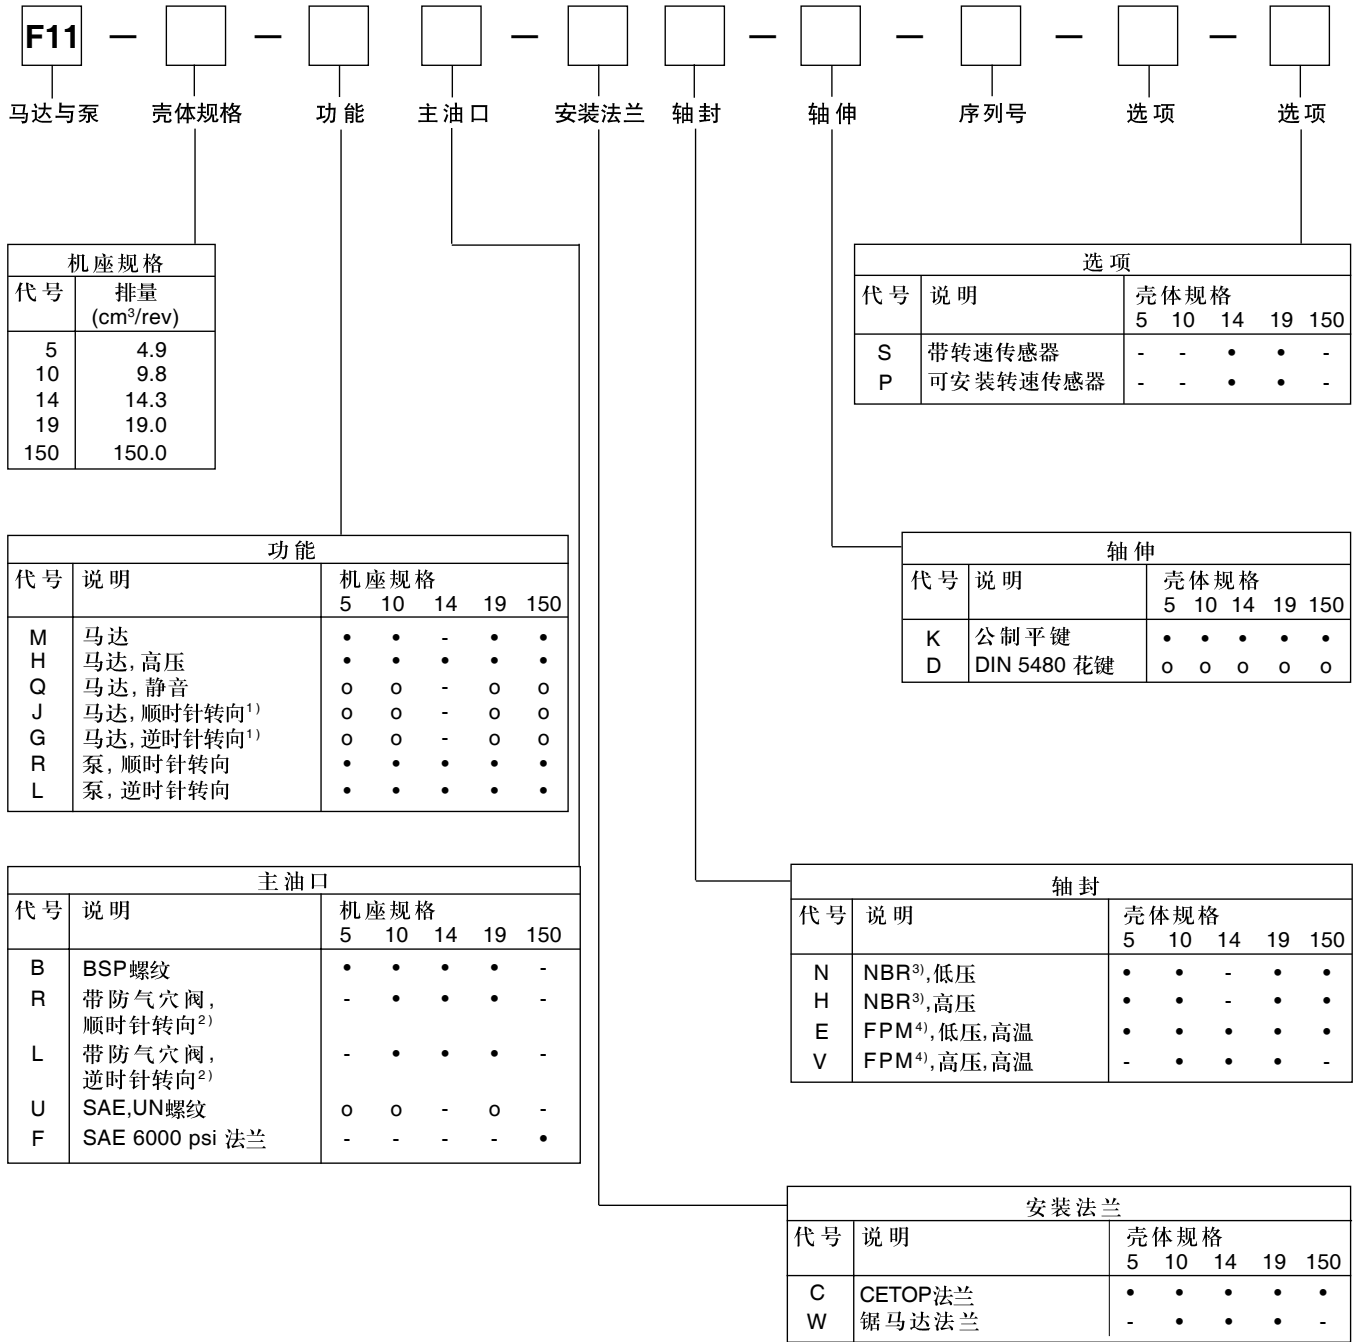 F11 — — — — — — —
马达与泵 壳体规格 功能 主油口 安装法兰 轴封 轴伸 序列号 选项 选项
机座规格
代号 排量
(cm³/rev)
5 4.9
10 9.8
14 14.3
19 19.0
150 150.0
选项
代号 说明 壳体规格
5 10 14 19 150
S 带转速传感器 - - • • -
P 可安装转速传感器 - - • • -
功能
代号 说明 机座规格
5 10 14 19 150
M 马达 • • - • •
H 马达,高压 • • • • •
Q 马达,静音 o o - o o
J 马达,顺时针转向¹⁾ o o - o o
G 马达,逆时针转向¹⁾ o o - o o
R 泵,顺时针转向 • • • • •
L 泵,逆时针转向 • • • • •
轴伸
代号 说明 壳体规格
5 10 14 19 150
K 公制平键 • • • • •
D DIN 5480 花键 o o o o o
主油口
代号 说明 机座规格
5 10 14 19 150
B BSP螺纹 • • • • -
R 带防气穴阀, - • • • -
顺时针转向²⁾
L 带防气穴阀, - • • • -
逆时针转向²⁾
U SAE,UN螺纹 o o - o -
F SAE 6000 psi 法兰 - - - - •
轴封
代号 说明 壳体规格
5 10 14 19 150
N NBR³⁾,低压 • • - • •
H NBR³⁾,高压 • • - • •
E FPM⁴⁾,低压,高温 • • • • •
V FPM⁴⁾,高压,高温 - • • • -
安装法兰
代号 说明 壳体规格
5 10 14 19 150
C CETOP法兰 • • • • •
W 锯马达法兰 - • • • -